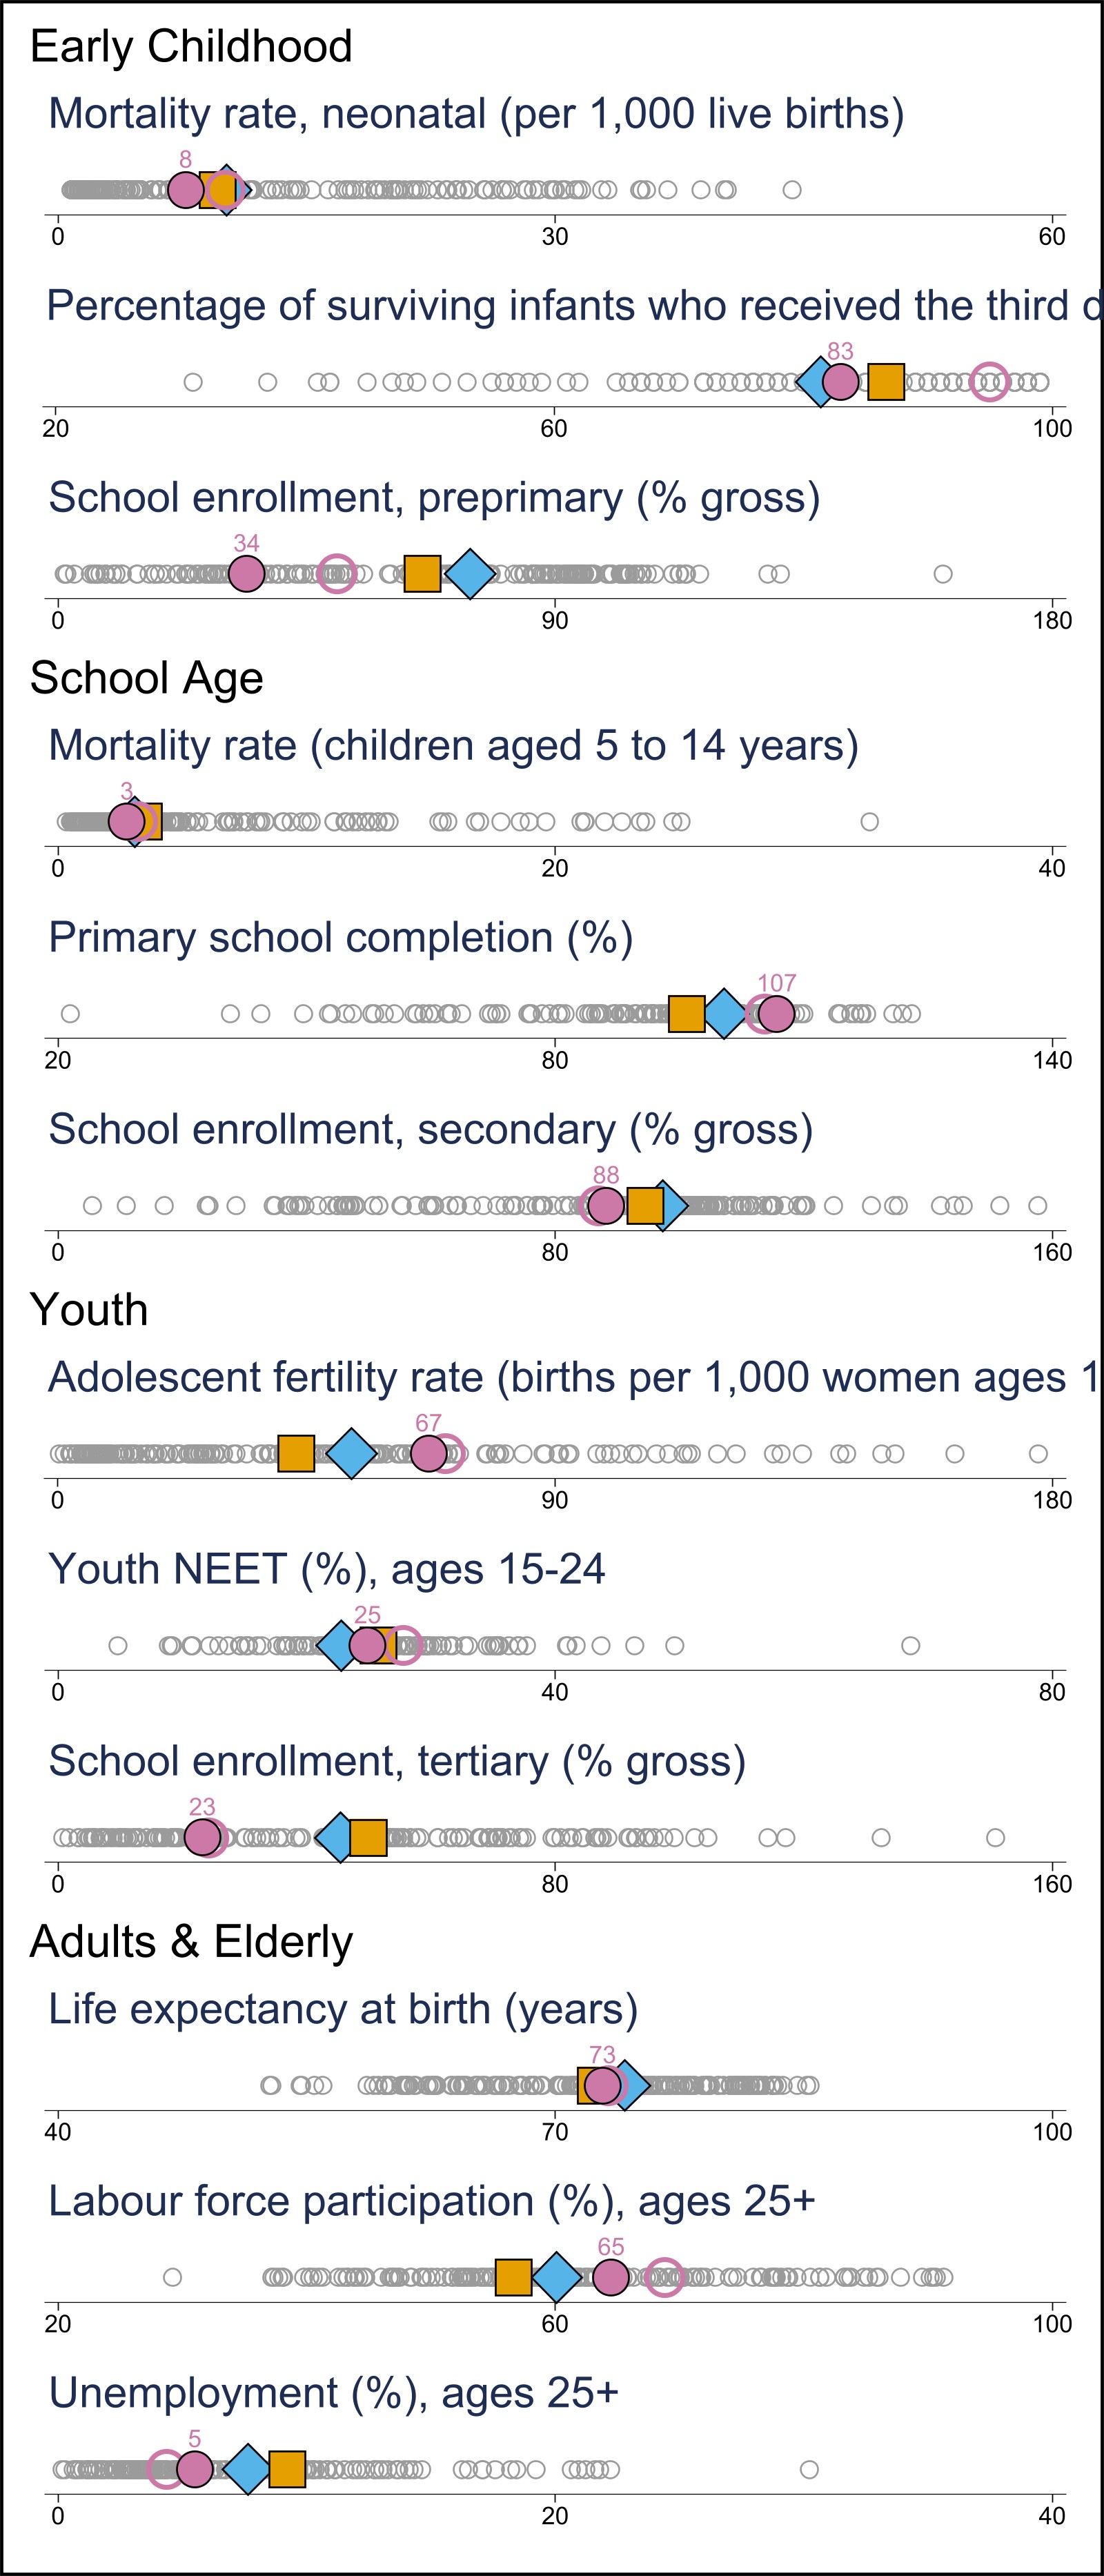 Early Childhood
Mortality rate, neonatal (per 1,000 live births)
8
0 30 60
Percentage of surviving infants who received the third d
83
20 60 100
School enrollment, preprimary (% gross)
34
0 90 180
School Age
Mortality rate (children aged 5 to 14 years)
3
0 20 40
Primary school completion (%)
107
20 80 140
School enrollment, secondary (% gross)
88
0 80 160
Youth
Adolescent fertility rate (births per 1,000 women ages 1
67
0 90 180
Youth NEET (%), ages 15-24
25
0 40 80
School enrollment, tertiary (% gross)
23
0 80 160
Adults & Elderly
Life expectancy at birth (years)
73
40 70 100
Labour force participation (%), ages 25+
65
20 60 100
Unemployment (%), ages 25+
5
0 20 40